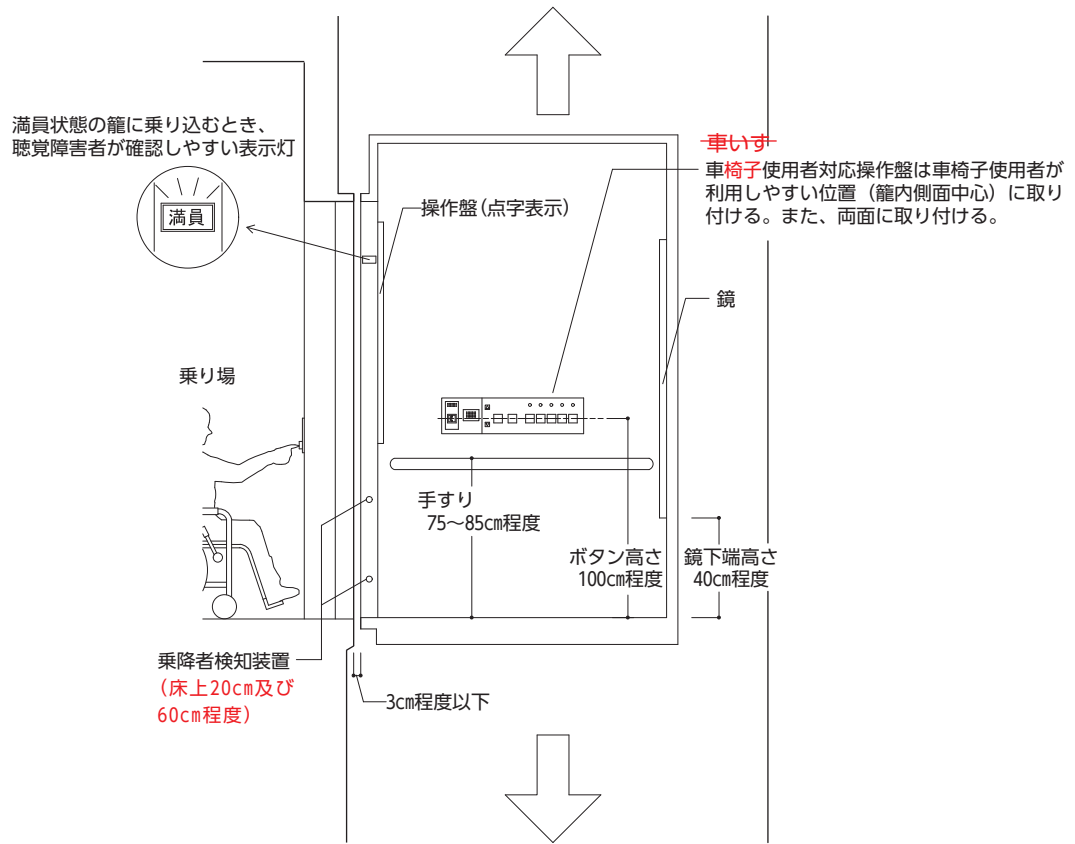 満員状態の籠に乗り込むとき、
聴覚障害者が確認しやすい表示灯
満員
操作盤(点字表示)
車いす
車椅子使用者対応操作盤は車椅子使用者が
利用しやすい位置(籠内側面中心)に取り
付ける。また、両面に取り付ける。
鏡
乗り場
手すり
75~85cm程度
ボタン高さ
100cm程度
鏡下端高さ
40cm程度
乗降者検知装置
(床上20cm及び
60cm程度)
3cm程度以下